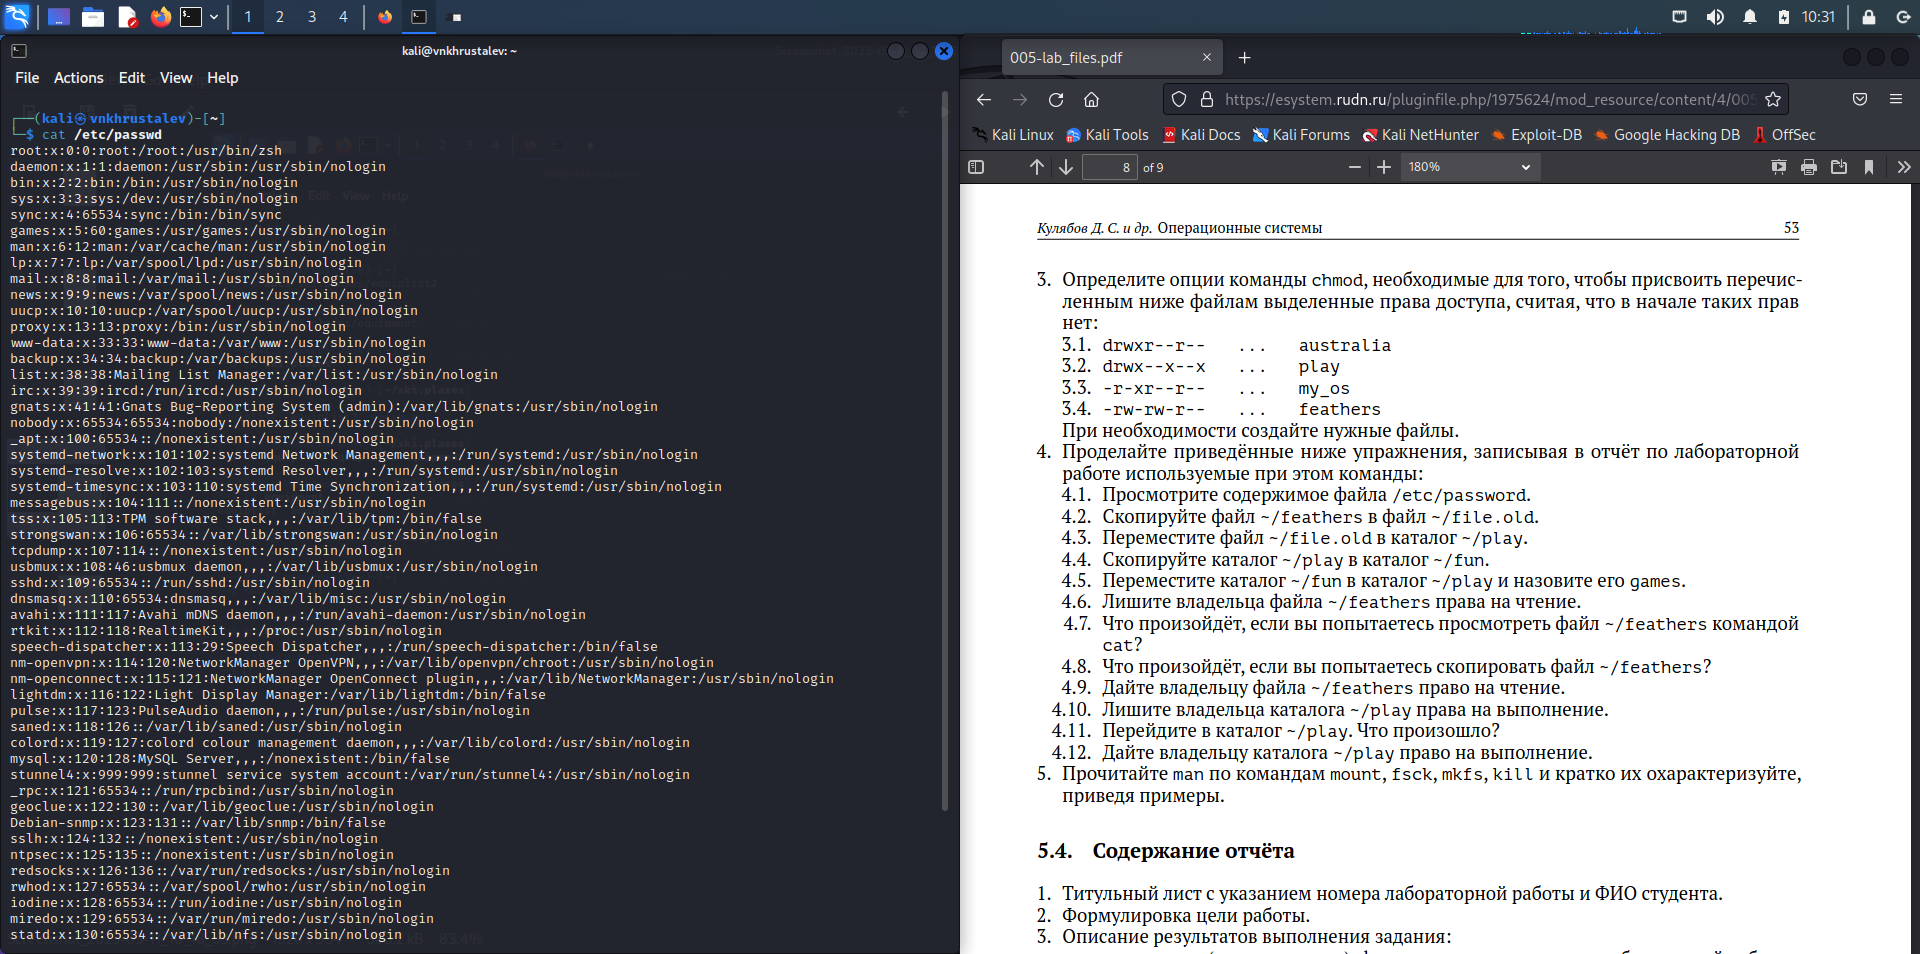 1 2 3 4
10:31
kali@vnkhrustalev: ~
File Actions Edit View Help
┌──(kali㉿vnkhrustalev)-[~]
└─$ cat /etc/passwd
root:x:0:0:root:/root:/usr/bin/zsh
daemon:x:1:1:daemon:/usr/sbin:/usr/sbin/nologin
bin:x:2:2:bin:/bin:/usr/sbin/nologin
sys:x:3:3:sys:/dev:/usr/sbin/nologin
sync:x:4:65534:sync:/bin:/bin/sync
games:x:5:60:games:/usr/games:/usr/sbin/nologin
man:x:6:12:man:/var/cache/man:/usr/sbin/nologin
lp:x:7:7:lp:/var/spool/lpd:/usr/sbin/nologin
mail:x:8:8:mail:/var/mail:/usr/sbin/nologin
news:x:9:9:news:/var/spool/news:/usr/sbin/nologin
uucp:x:10:10:uucp:/var/spool/uucp:/usr/sbin/nologin
proxy:x:13:13:proxy:/bin:/usr/sbin/nologin
www-data:x:33:33:www-data:/var/www:/usr/sbin/nologin
backup:x:34:34:backup:/var/backups:/usr/sbin/nologin
list:x:38:38:Mailing List Manager:/var/list:/usr/sbin/nologin
irc:x:39:39:ircd:/run/ircd:/usr/sbin/nologin
gnats:x:41:41:Gnats Bug-Reporting System (admin):/var/lib/gnats:/usr/sbin/nologin
nobody:x:65534:65534:nobody:/nonexistent:/usr/sbin/nologin
_apt:x:100:65534::/nonexistent:/usr/sbin/nologin
systemd-network:x:101:102:systemd Network Management,,,:/run/systemd:/usr/sbin/nologin
systemd-resolve:x:102:103:systemd Resolver,,,:/run/systemd:/usr/sbin/nologin
systemd-timesync:x:103:110:systemd Time Synchronization,,,:/run/systemd:/usr/sbin/nologin
messagebus:x:104:111::/nonexistent:/usr/sbin/nologin
tss:x:105:113:TPM software stack,,,:/var/lib/tpm:/bin/false
strongswan:x:106:65534::/var/lib/strongswan:/usr/sbin/nologin
tcpdump:x:107:114::/nonexistent:/usr/sbin/nologin
usbmux:x:108:46:usbmux daemon,,,:/var/lib/usbmux:/usr/sbin/nologin
sshd:x:109:65534::/run/sshd:/usr/sbin/nologin
dnsmasq:x:110:65534:dnsmasq,,,:/var/lib/misc:/usr/sbin/nologin
avahi:x:111:117:Avahi mDNS daemon,,,:/run/avahi-daemon:/usr/sbin/nologin
rtkit:x:112:118:RealtimeKit,,,:/proc:/usr/sbin/nologin
speech-dispatcher:x:113:29:Speech Dispatcher,,,:/run/speech-dispatcher:/bin/false
nm-openvpn:x:114:120:NetworkManager OpenVPN,,,:/var/lib/openvpn/chroot:/usr/sbin/nologin
nm-openconnect:x:115:121:NetworkManager OpenConnect plugin,,,:/var/lib/NetworkManager:/usr/sbin/nologin
lightdm:x:116:122:Light Display Manager:/var/lib/lightdm:/bin/false
pulse:x:117:123:PulseAudio daemon,,,:/run/pulse:/usr/sbin/nologin
saned:x:118:126::/var/lib/saned:/usr/sbin/nologin
colord:x:119:127:colord colour management daemon,,,:/var/lib/colord:/usr/sbin/nologin
mysql:x:120:128:MySQL Server,,,:/nonexistent:/bin/false
stunnel4:x:999:999:stunnel service system account:/var/run/stunnel4:/usr/sbin/nologin
_rpc:x:121:65534::/run/rpcbind:/usr/sbin/nologin
geoclue:x:122:130::/var/lib/geoclue:/usr/sbin/nologin
Debian-snmp:x:123:131::/var/lib/snmp:/bin/false
sslh:x:124:132::/nonexistent:/usr/sbin/nologin
ntpsec:x:125:135::/nonexistent:/usr/sbin/nologin
redsocks:x:126:136::/var/run/redsocks:/usr/sbin/nologin
rwhod:x:127:65534::/var/spool/rwho:/usr/sbin/nologin
iodine:x:128:65534::/run/iodine:/usr/sbin/nologin
miredo:x:129:65534::/var/run/miredo:/usr/sbin/nologin
statd:x:130:65534::/var/lib/nfs:/usr/sbin/nologin
005-lab_files.pdf
https://esystem.rudn.ru/pluginfile.php/1975624/mod_resource/content/4/005
Kali Linux Kali Tools Kali Docs Kali Forums Kali NetHunter Exploit-DB Google Hacking DB OffSec
8 of 9 180%
Кулябов Д. С. и др. Операционные системы 53
3. Определите опции команды chmod, необходимые для того, чтобы присвоить перечис-
ленным ниже файлам выделенные права доступа, считая, что в начале таких прав
нет:
3.1. drwxr--r-- ... australia
3.2. drwx--x--x ... play
3.3. -r-xr--r-- ... my_os
3.4. -rw-rw-r-- ... feathers
При необходимости создайте нужные файлы.
4. Проделайте приведённые ниже упражнения, записывая в отчёт по лабораторной
работе используемые при этом команды:
4.1. Просмотрите содержимое файла /etc/password.
4.2. Скопируйте файл ~/feathers в файл ~/file.old.
4.3. Переместите файл ~/file.old в каталог ~/play.
4.4. Скопируйте каталог ~/play в каталог ~/fun.
4.5. Переместите каталог ~/fun в каталог ~/play и назовите его games.
4.6. Лишите владельца файла ~/feathers права на чтение.
4.7. Что произойдёт, если вы попытаетесь просмотреть файл ~/feathers командой
cat?
4.8. Что произойдёт, если вы попытаетесь скопировать файл ~/feathers?
4.9. Дайте владельцу файла ~/feathers право на чтение.
4.10. Лишите владельца каталога ~/play права на выполнение.
4.11. Перейдите в каталог ~/play. Что произошло?
4.12. Дайте владельцу каталога ~/play право на выполнение.
5. Прочитайте man по командам mount, fsck, mkfs, kill и кратко их охарактеризуйте,
приведя примеры.
5.4. Содержание отчёта
1. Титульный лист с указанием номера лабораторной работы и ФИО студента.
2. Формулировка цели работы.
3. Описание результатов выполнения задания: